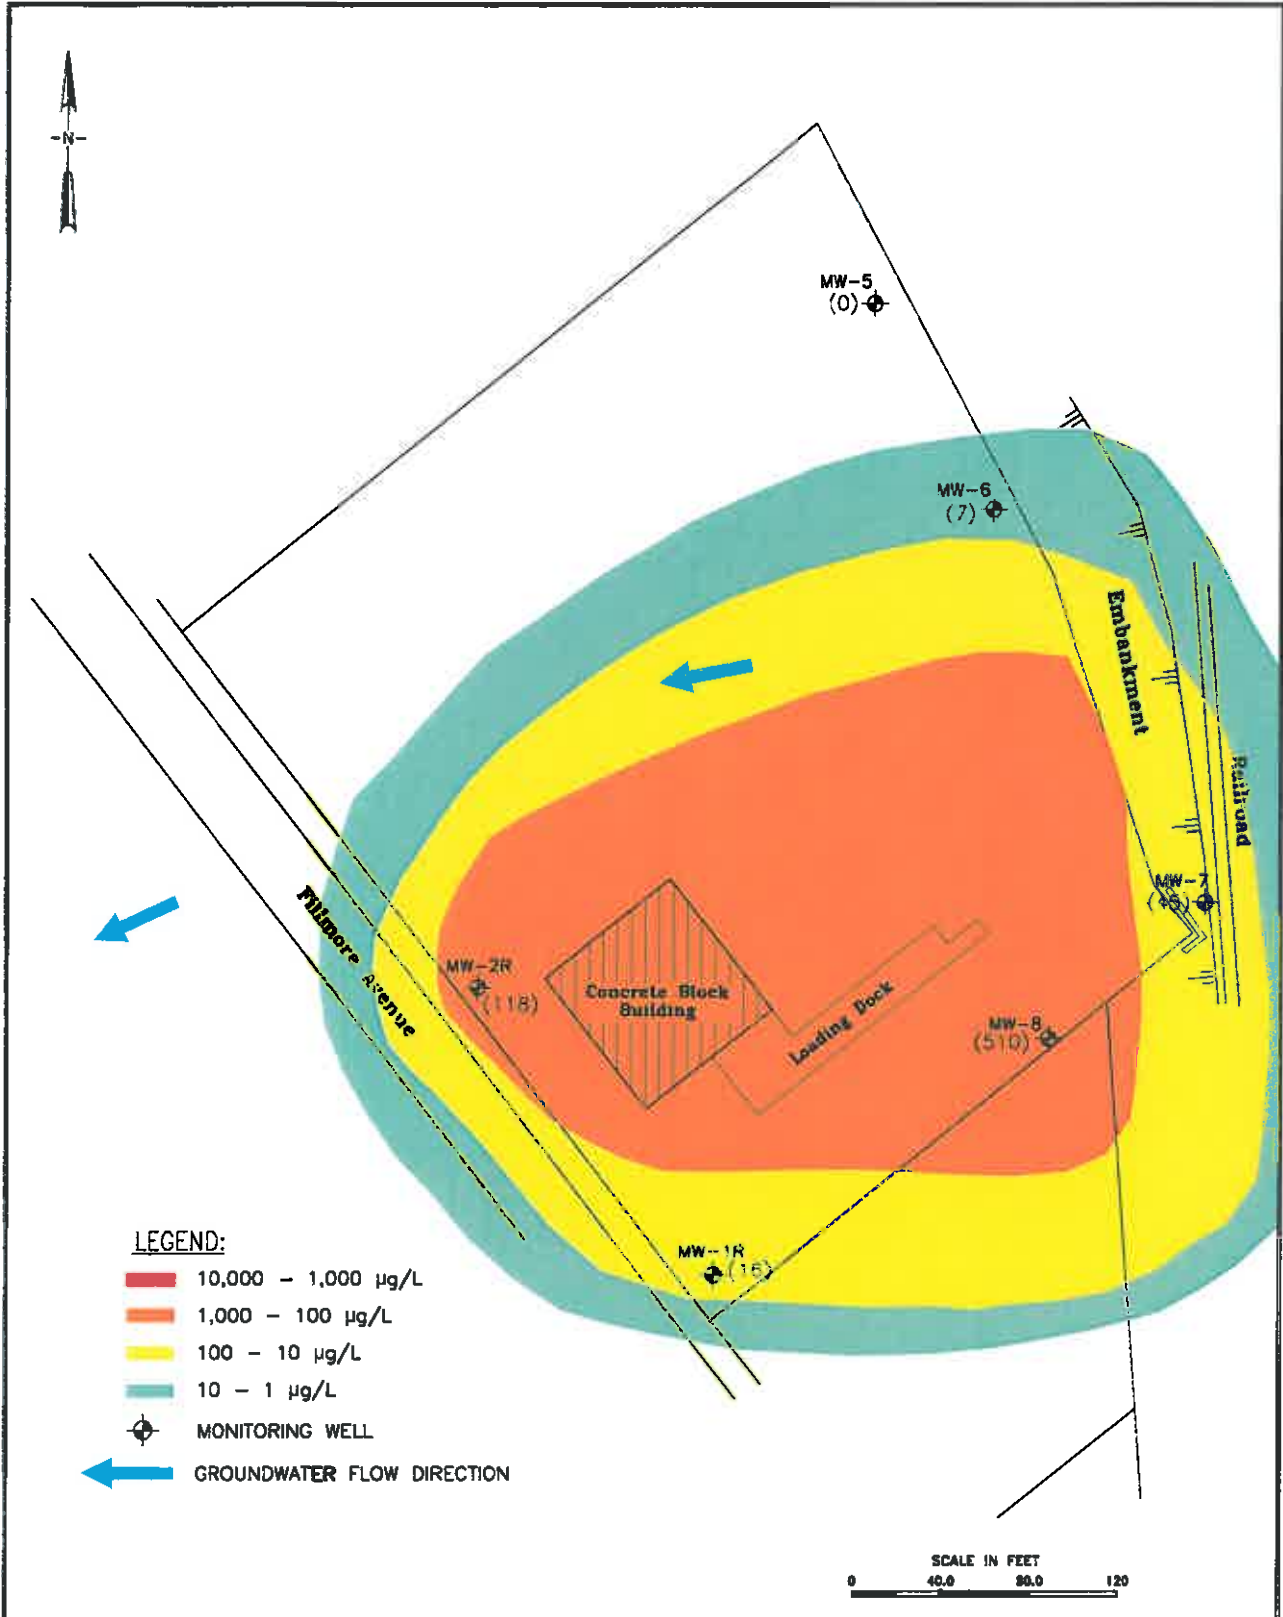 -N-
MW-5
(0)
MW-6
(7)
Embankment
Railroad
MW-7
(45)
Fillmore Avenue
MW-2R
(118)
Concrete Block
Building
Loading Dock
MW-8
(510)
MW-1R
(16)
LEGEND:
10,000 - 1,000 µg/L
1,000 - 100 µg/L
100 - 10 µg/L
10 - 1 µg/L
MONITORING WELL
GROUNDWATER FLOW DIRECTION
SCALE IN FEET
0 40.0 80.0 120